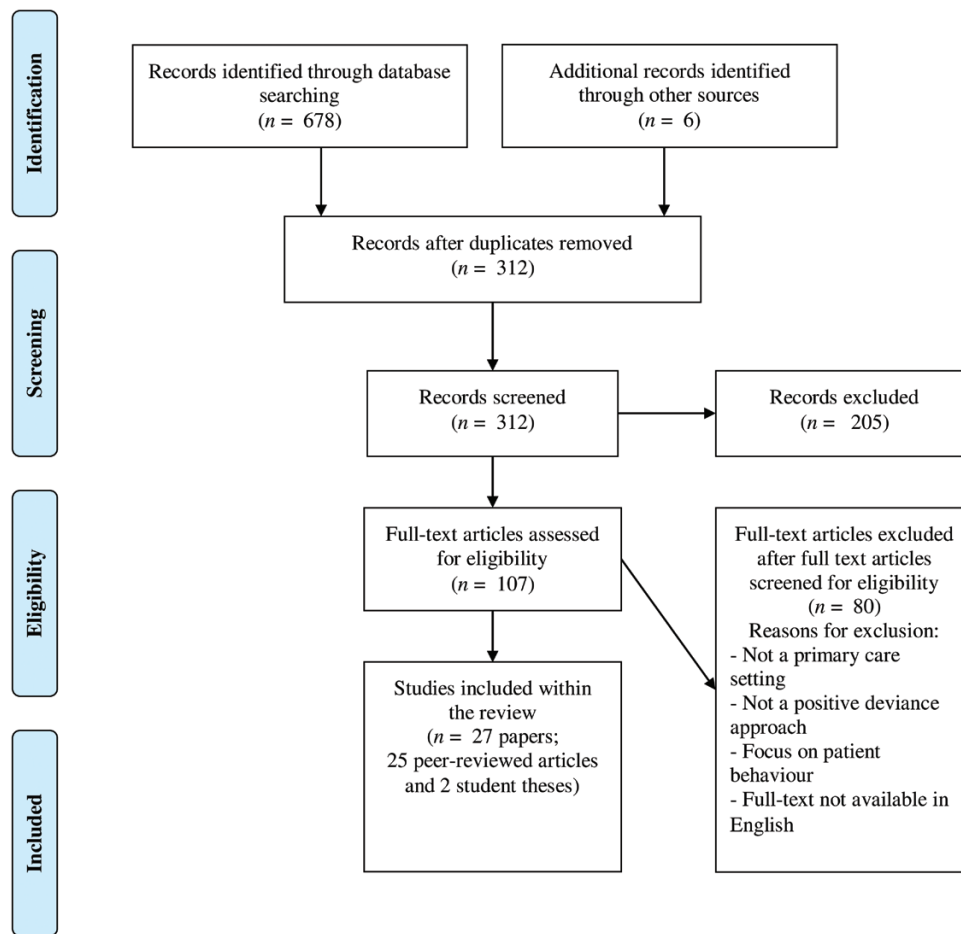 Identification
Records identified through database
searching
(n = 678)
Additional records identified
through other sources
(n = 6)
Records after duplicates removed
(n = 312)
Screening
Records screened
(n = 312)
Records excluded
(n = 205)
Eligibility
Full-text articles assessed
for eligibility
(n = 107)
Full-text articles excluded
after full text articles
screened for eligibility
(n = 80)
Reasons for exclusion:
- Not a primary care
setting
- Not a positive deviance
approach
- Focus on patient
behaviour
- Full-text not available in
English
Included
Studies included within
the review
(n = 27 papers;
25 peer-reviewed articles
and 2 student theses)